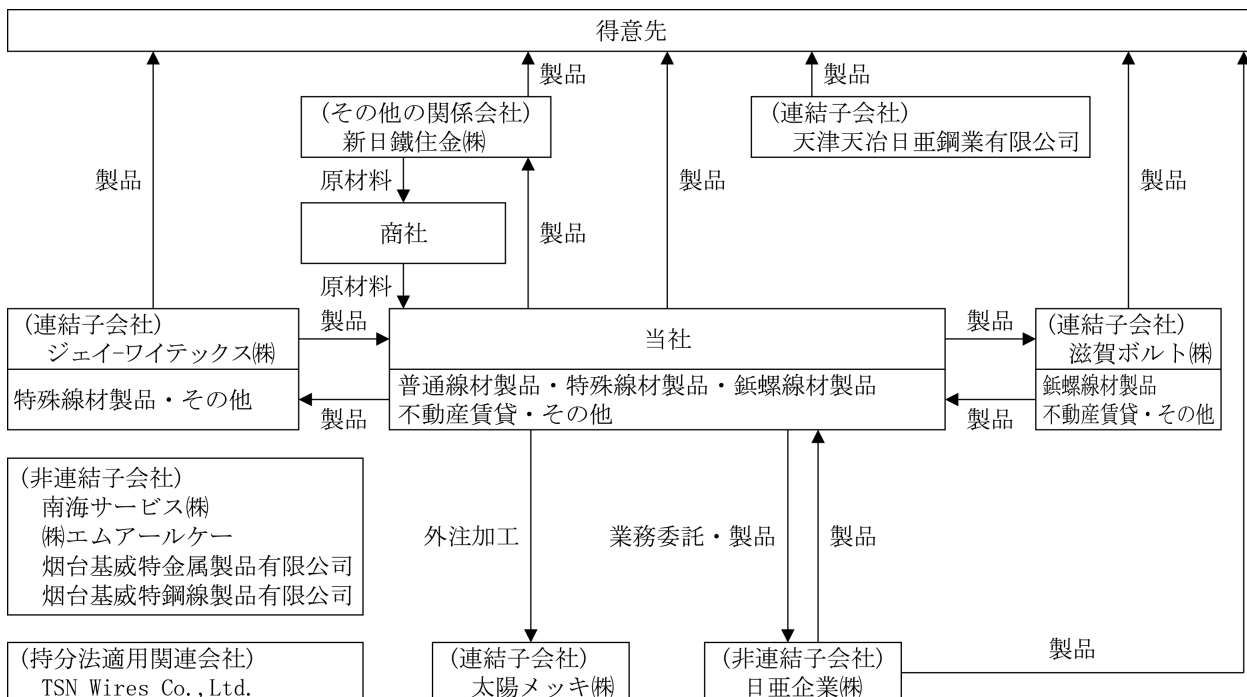 得意先
製品
(その他の関係会社)
新日鐵住金㈱
(連結子会社)
天津天冶日亜鋼業有限公司
製品
原材料
製品
製品
商社
製品
原材料
(連結子会社)
ジェイ-ワイテックス㈱
特殊線材製品・その他
製品
製品
当社
普通線材製品・特殊線材製品・鋲螺線材製品
不動産賃貸・その他
製品
製品
(連結子会社)
滋賀ボルト㈱
鋲螺線材製品
不動産賃貸・その他
(非連結子会社)
南海サービス㈱
㈱エムアールケー
烟台基威特金属製品有限公司
烟台基威特鋼線製品有限公司
外注加工
業務委託・製品
製品
(持分法適用関連会社)
TSN Wires Co.,Ltd.
(連結子会社)
太陽メッキ㈱
(非連結子会社)
日亜企業㈱
製品